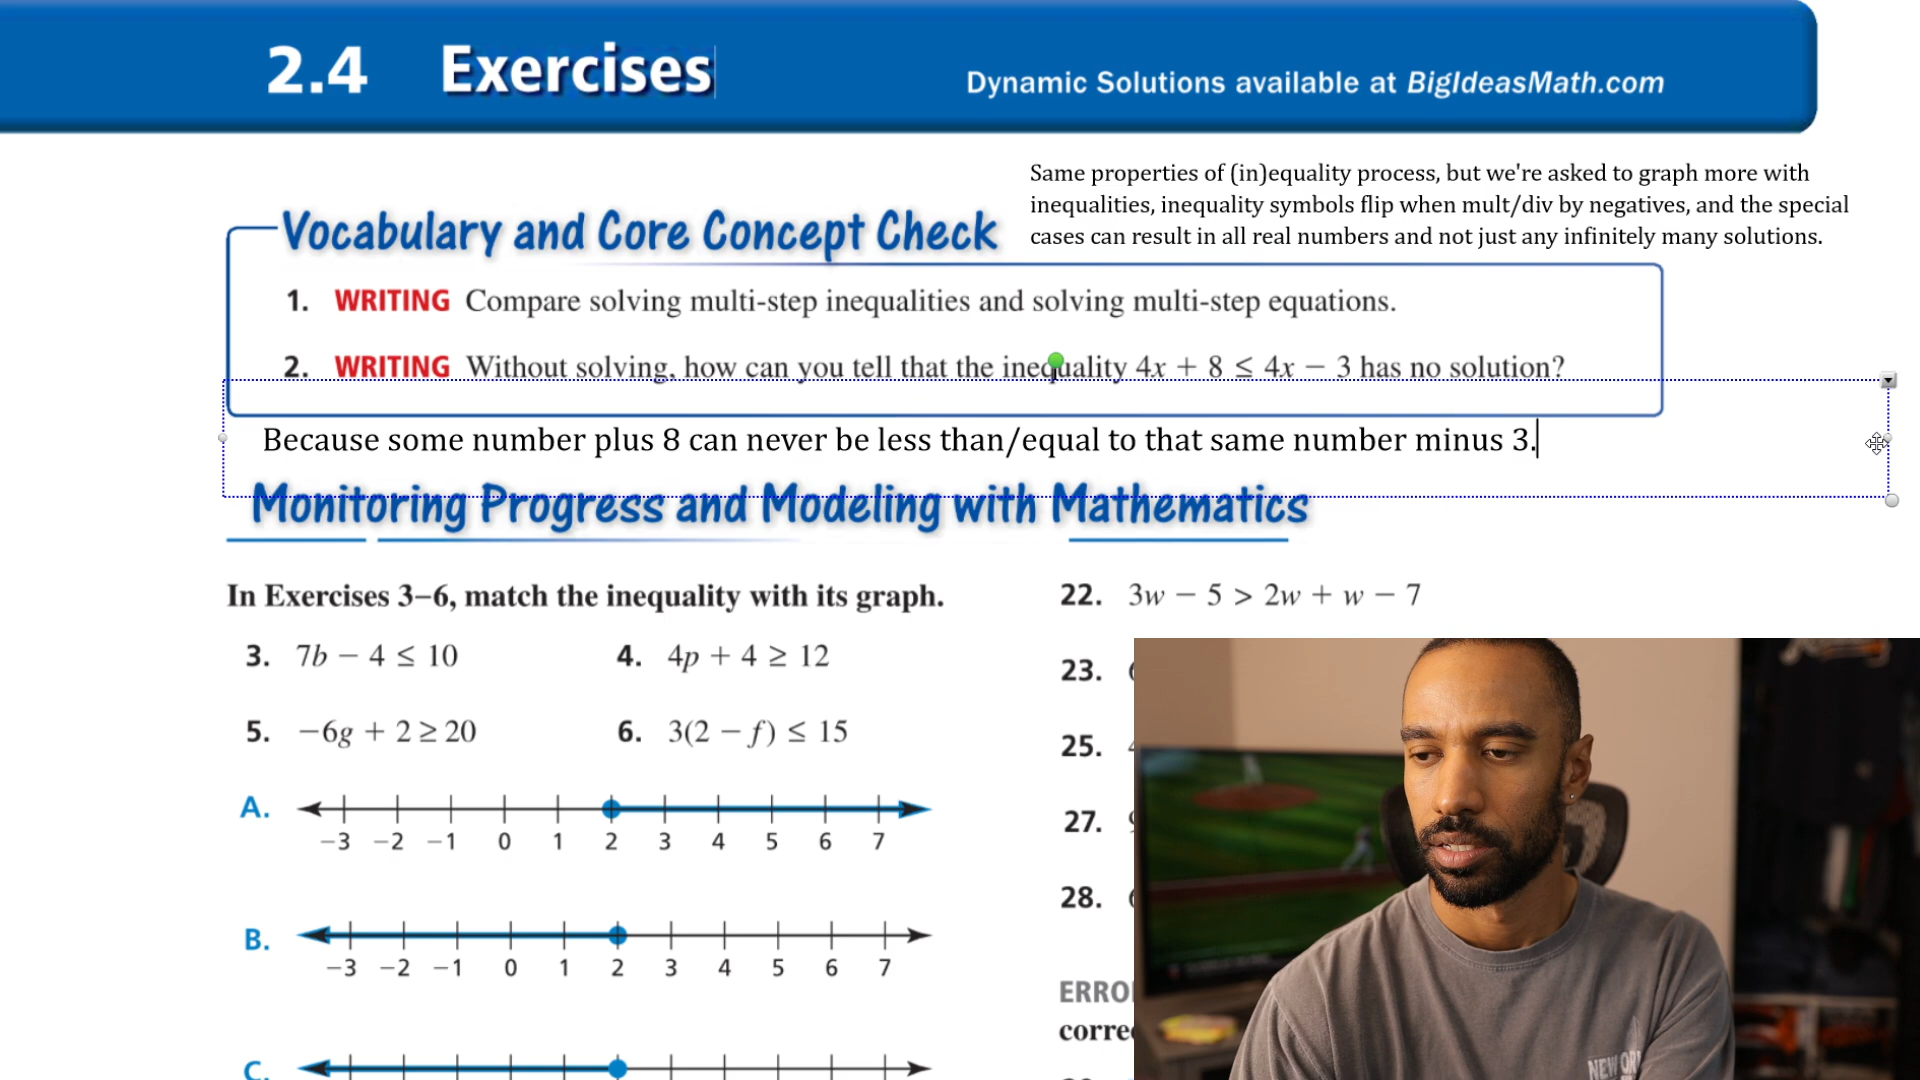 2.4 Exercises
Dynamic Solutions available at BigIdeasMath.com
Same properties of (in)equality process, but we're asked to graph more with
inequalities, inequality symbols flip when mult/div by negatives, and the special
cases can result in all real numbers and not just any infinitely many solutions.
Vocabulary and Core Concept Check
1. WRITING Compare solving multi-step inequalities and solving multi-step equations.
2. WRITING Without solving, how can you tell that the inequality 4x + 8 ≤ 4x − 3 has no solution?
Because some number plus 8 can never be less than/equal to that same number minus 3.
Monitoring Progress and Modeling with Mathematics
In Exercises 3–6, match the inequality with its graph.
3. 7b − 4 ≤ 10
4. 4p + 4 ≥ 12
5. −6g + 2 ≥ 20
6. 3(2 − f) ≤ 15
A.
−3 −2 −1 0 1 2 3 4 5 6 7
B.
−3 −2 −1 0 1 2 3 4 5 6 7
C.
22. 3w − 5 > 2w + w − 7
23.
25.
27.
28.
NEW